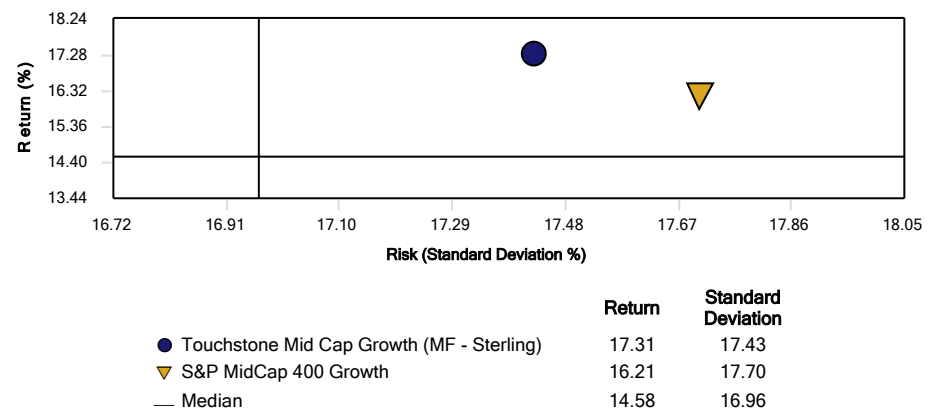 18.24
17.28
16.32
15.36
14.40
13.44
Return (%)
16.72 16.91 17.10 17.29 17.48 17.67 17.86 18.05
Risk (Standard Deviation %)
Return Standard Deviation
Touchstone Mid Cap Growth (MF - Sterling) 17.31 17.43
S&P MidCap 400 Growth 16.21 17.70
Median 14.58 16.96